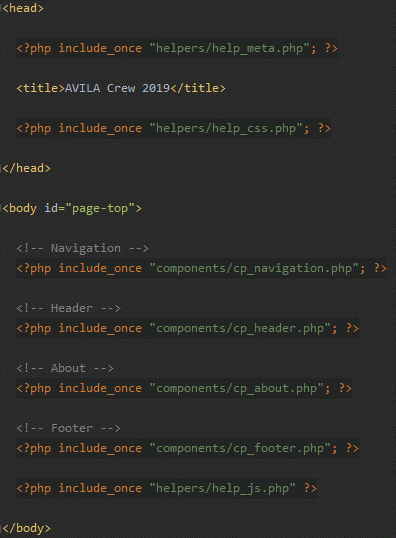 <head>
<?php include_once "helpers/help_meta.php"; ?>
<title>AVILA Crew 2019</title>
<?php include_once "helpers/help_css.php"; ?>
</head>
<body id="page-top">
<!-- Navigation -->
<?php include_once "components/cp_navigation.php"; ?>
<!-- Header -->
<?php include_once "components/cp_header.php"; ?>
<!-- About -->
<?php include_once "components/cp_about.php"; ?>
<!-- Footer -->
<?php include_once "components/cp_footer.php"; ?>
<?php include_once "helpers/help_js.php" ?>
</body>